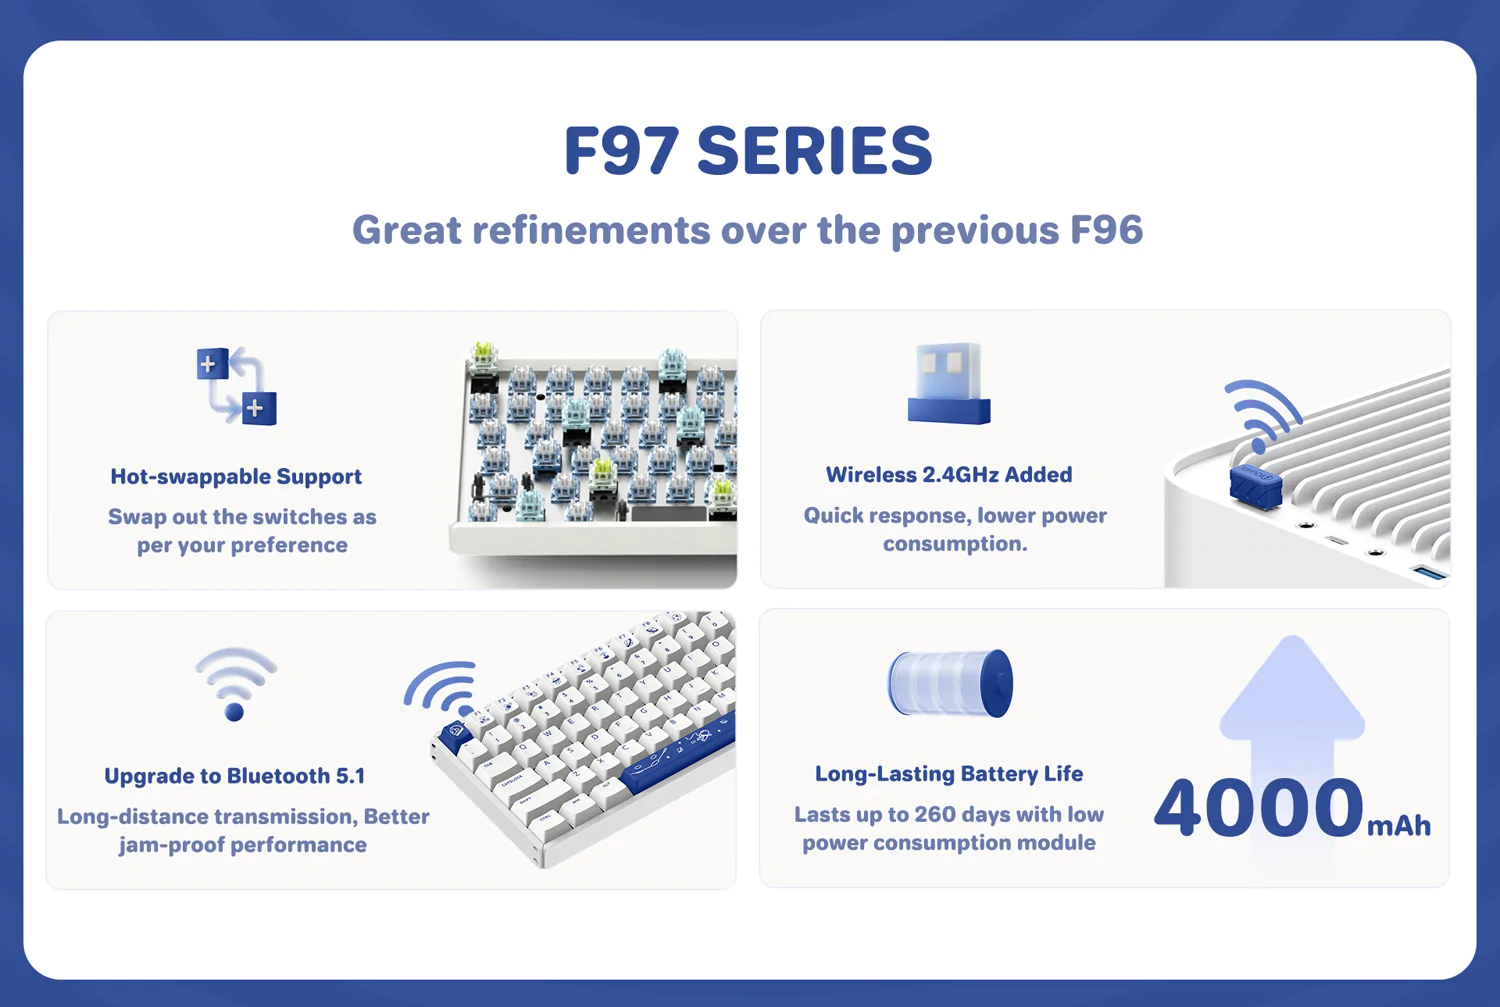 F97 SERIES
Great refinements over the previous F96
Hot-swappable Support
Swap out the switches as
per your preference
Wireless 2.4GHz Added
Quick response, lower power
consumption.
Upgrade to Bluetooth 5.1
Long-distance transmission, Better
jam-proof performance
Long-Lasting Battery Life
Lasts up to 260 days with low
power consumption module
4000mAh